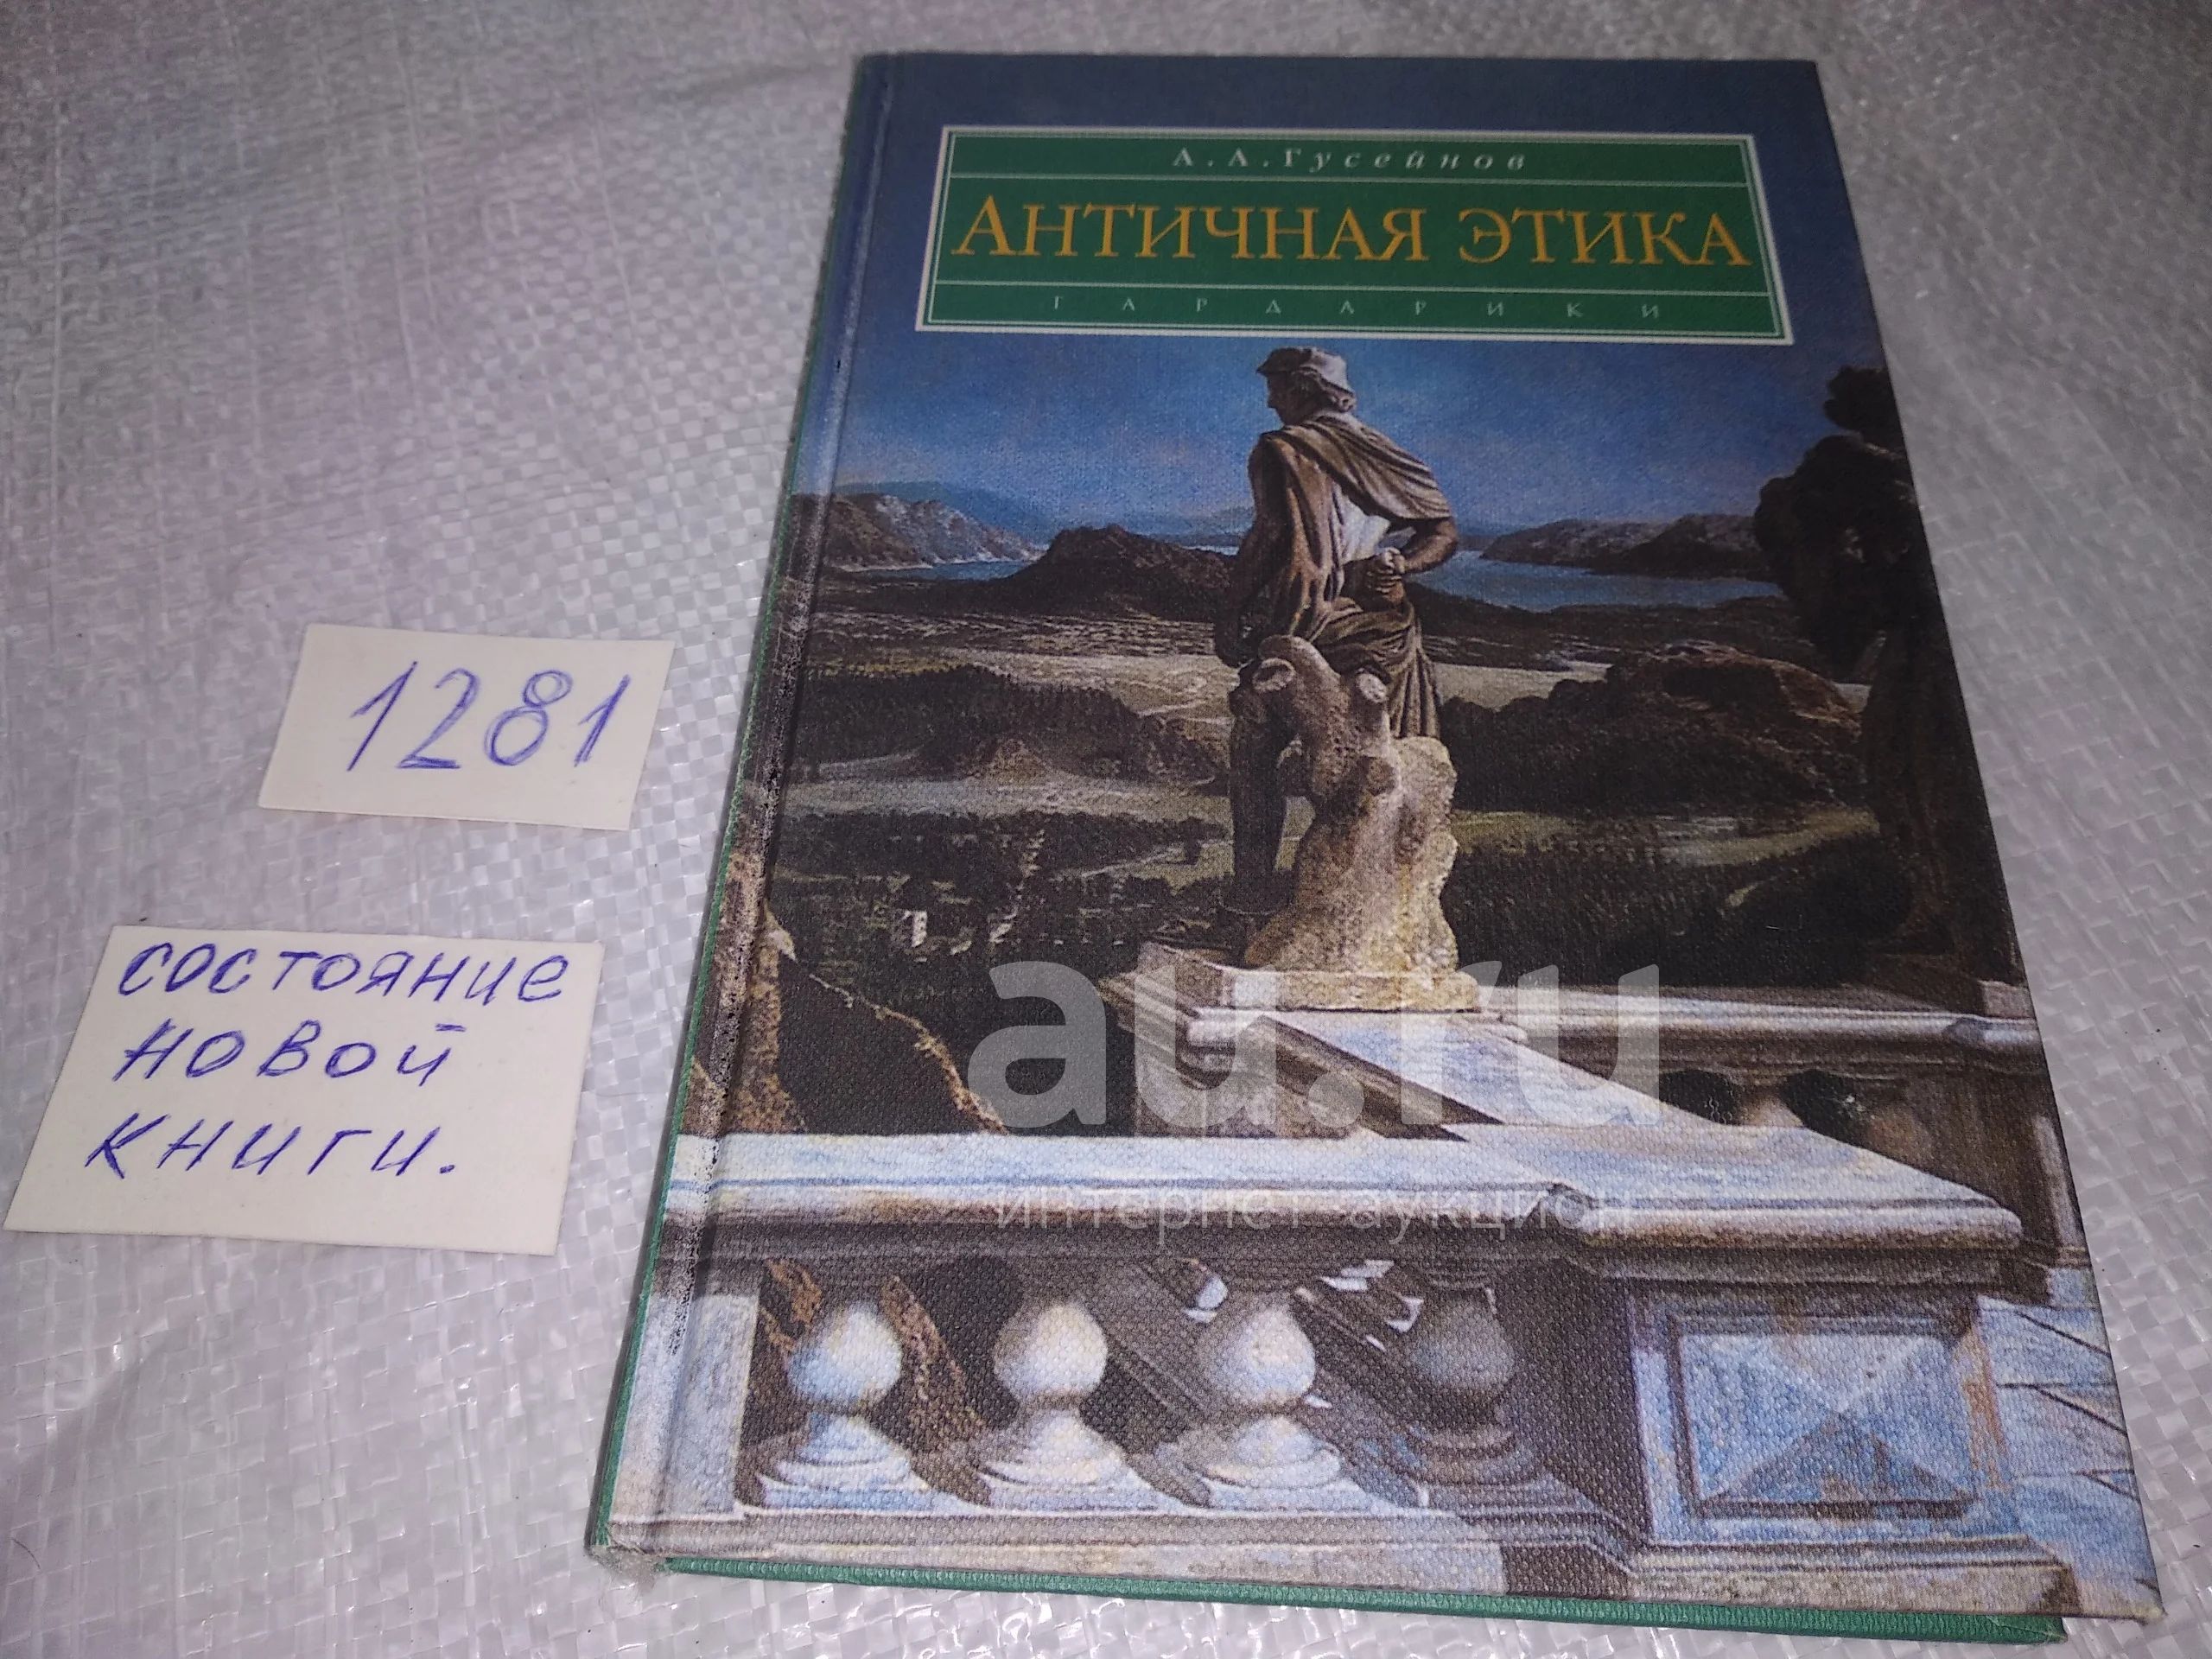 А.А.Гусейнов
АНТИЧНАЯ ЭТИКА
ГАРДАРИКИ
1281
состояние
новой
книги.
au.ru
интернет-аукцион